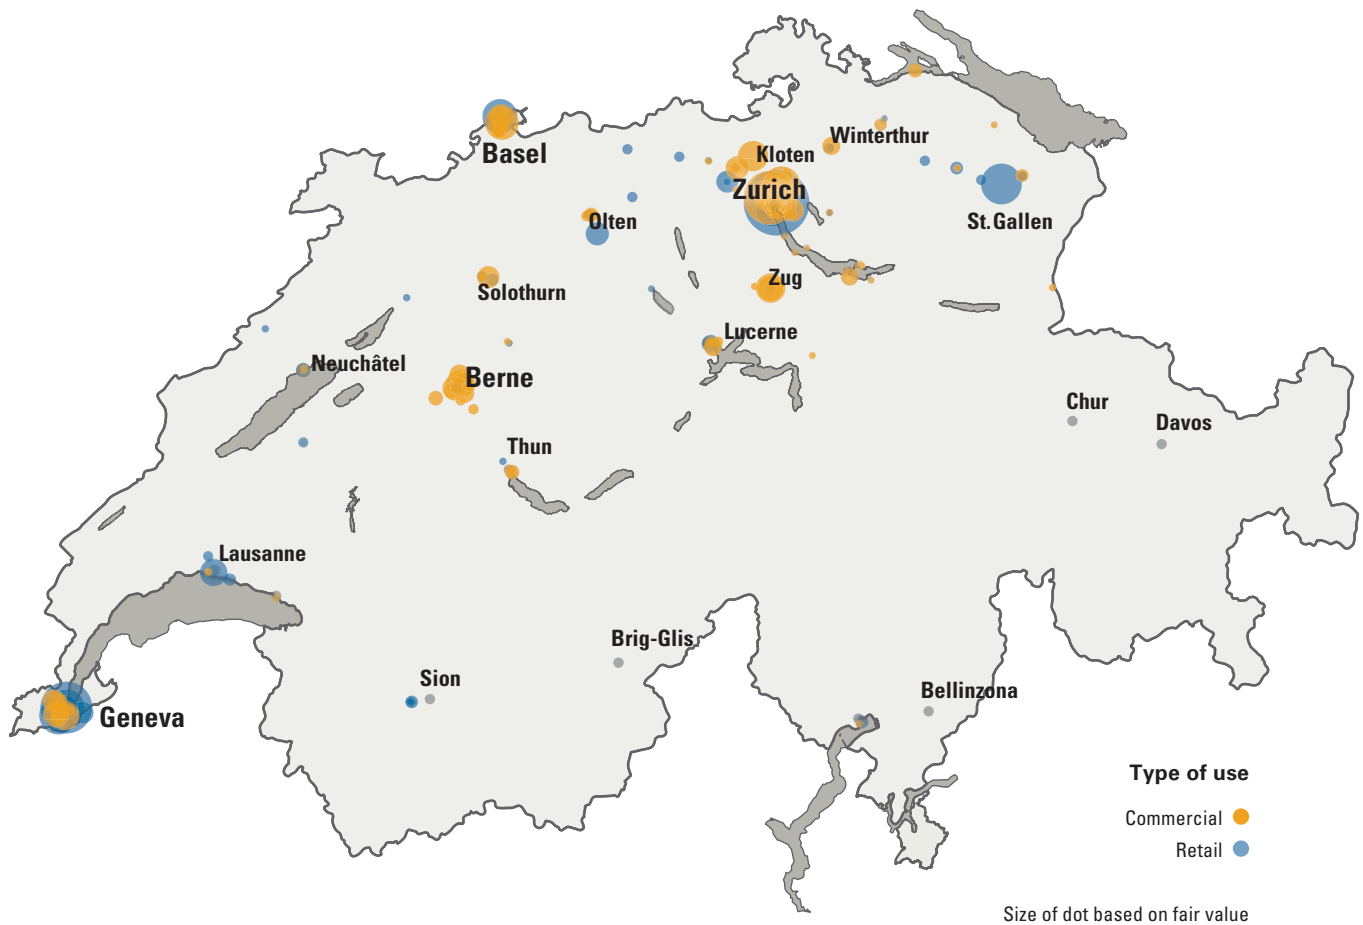 Basel
Winterthur
Kloten
Zurich
Olten
St.Gallen
Zug
Solothurn
Lucerne
Neuchâtel
Berne
Chur
Davos
Thun
Lausanne
Brig-Glis
Sion
Bellinzona
Geneva
Type of use
Commercial
Retail
Size of dot based on fair value